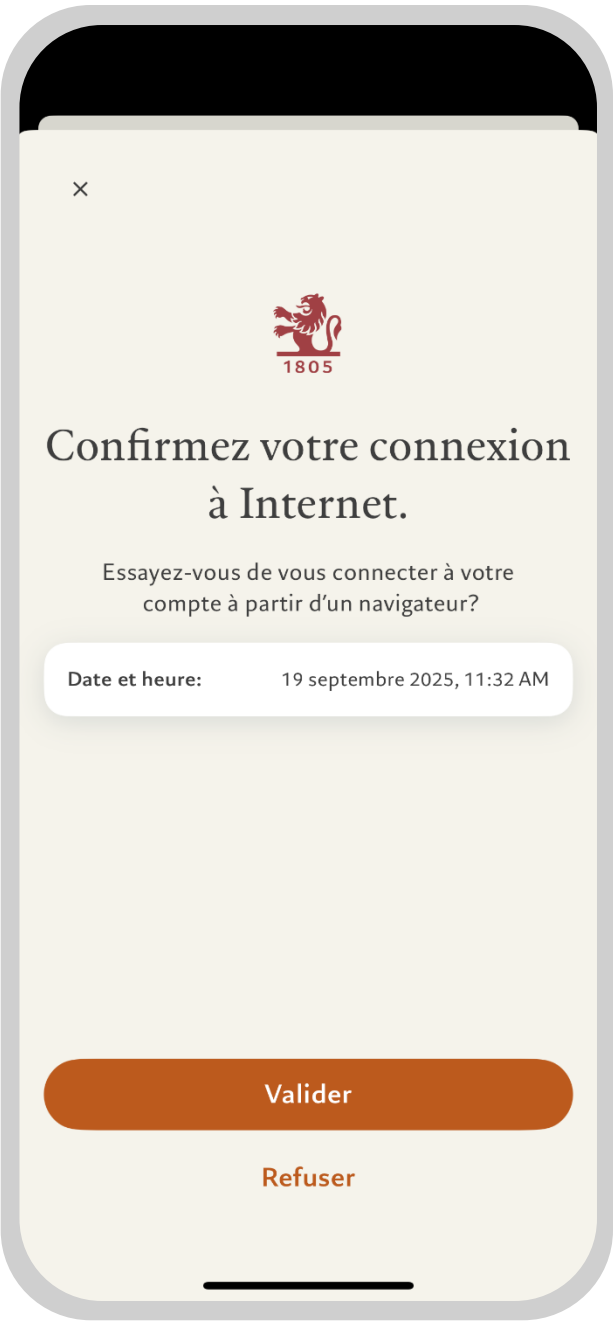 1805
Confirmez votre connexion
à Internet.
Essayez-vous de vous connecter à votre
compte à partir d’un navigateur?
Date et heure: 19 septembre 2025, 11:32 AM
Valider
Refuser